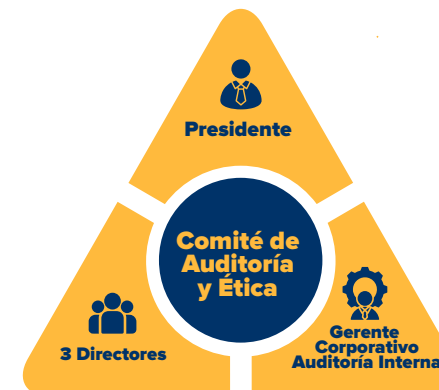 Presidente
Comité de
Auditoría
y Ética
3 Directores
Gerente
Corporativo
Auditoría Interna